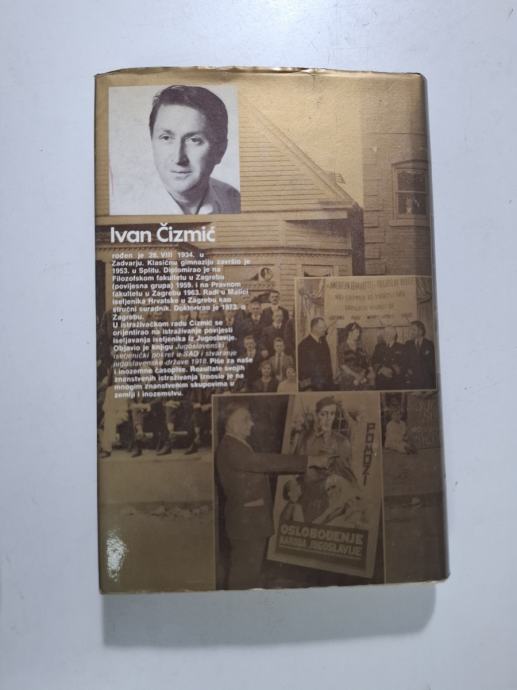 Ivan Čizmić
rođen je 28. VIII 1934. u
Zadvarju. Klasičnu gimnaziju završio je
1953. u Splitu. Diplomirao je na
Filozofskom fakultetu u Zagrebu
(povijesna grupa) 1959. i na Pravnom
fakultetu u Zagrebu 1963. Radi u Matici
iseljenika Hrvatske u Zagrebu kao
stručni suradnik. Doktorirao je 1973. u
Zagrebu.
U istraživačkom radu Čizmić se
orijentirao na istraživanje povijesti
iseljavanja iseljenika iz Jugoslavije.
Objavio je knjigu Jugoslavenski
iseljenički pokret u SAD i stvaranje
jugoslavenske države 1918. Piše za naše
i inozemne časopise. Rezultate svojih
znanstvenih istraživanja iznosio je na
mnogim znanstvenim skupovima u
zemlji i inozemstvu.
POMOZI
OSLOBOĐENJE
NARODA JUGOSLAVIJE